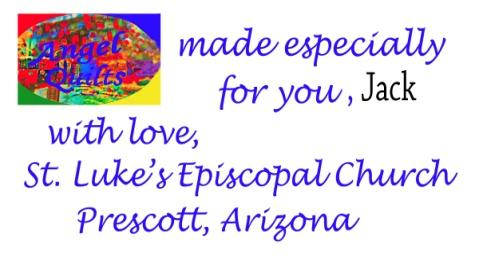 Angel
Quilts
made especially
for you, Jack
with love,
St. Luke's Episcopal Church
Prescott, Arizona